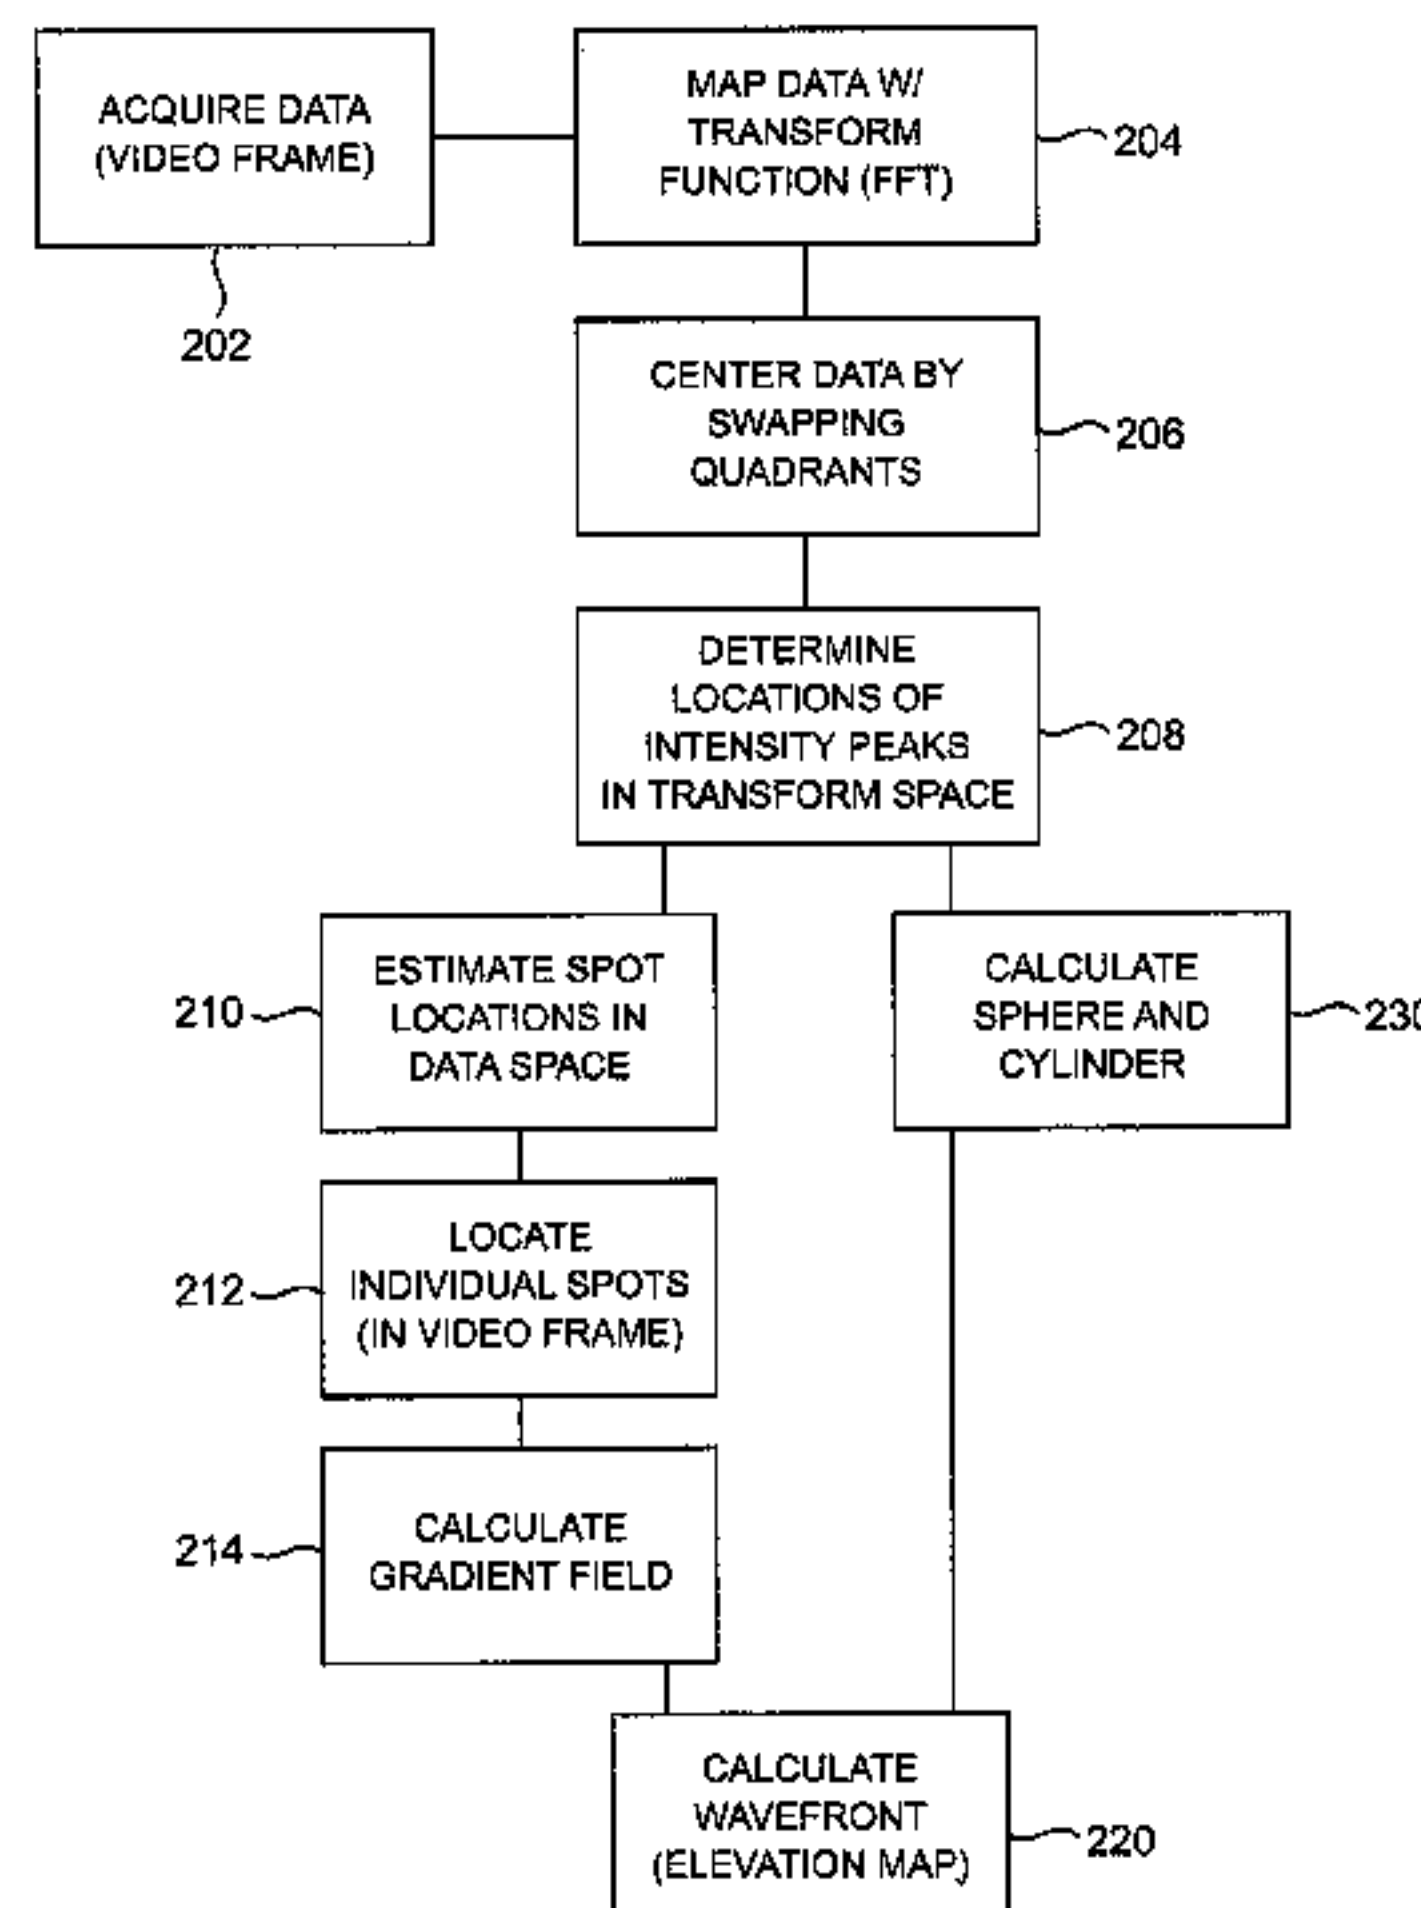 ACQUIRE DATA
(VIDEO FRAME)
202
MAP DATA W/
TRANSFORM
FUNCTION (FFT)
204
CENTER DATA BY
SWAPPING
QUADRANTS
206
DETERMINE
LOCATIONS OF
INTENSITY PEAKS
IN TRANSFORM SPACE
208
210
ESTIMATE SPOT
LOCATIONS IN
DATA SPACE
CALCULATE
SPHERE AND
CYLINDER
230
212
LOCATE
INDIVIDUAL SPOTS
(IN VIDEO FRAME)
214
CALCULATE
GRADIENT FIELD
CALCULATE
WAVEFRONT
(ELEVATION MAP)
220